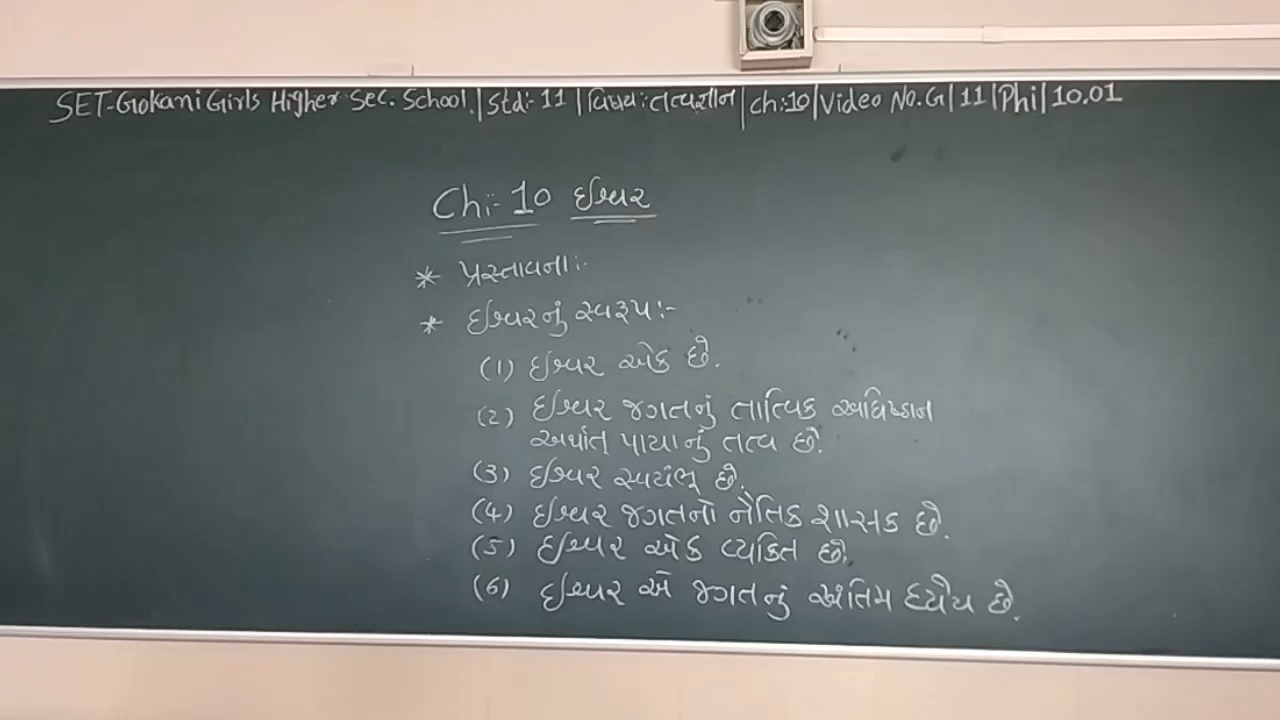 SET-Gokani Girls Higher Sec. School. | Std:- 11 | વિષય : તત્વજ્ઞાન | ch:10 | Video No. G | 11 | Phi | 10.01
Ch:- 10 ઈશ્વર
* પ્રસ્તાવના :-
* ઈશ્વરનું સ્વરૂપ :-
(1) ઈશ્વર એક છે.
(2) ઈશ્વર જગતનું તાત્વિક અધિષ્ઠાન
અર્થાત્ પાયાનું તત્વ છે.
(3) ઈશ્વર સ્વયંભૂ છે.
(4) ઈશ્વર જગતનો નૈતિક શાસક છે.
(5) ઈશ્વર એક વ્યકિત છે.
(6) ઈશ્વર એ જગતનું અંતિમ ધ્યેય છે.